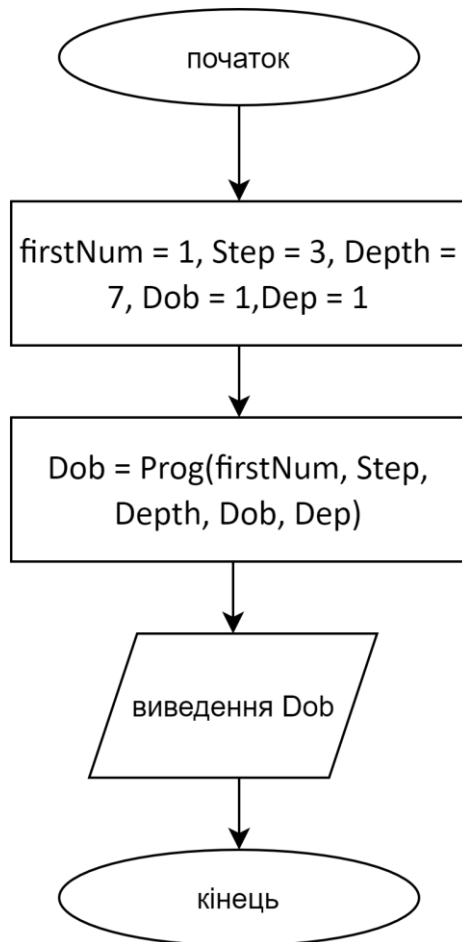 початок
firstNum = 1, Step = 3, Depth =
7, Dob = 1,Dep = 1
Dob = Prog(firstNum, Step,
Depth, Dob, Dep)
виведення Dob
кінець